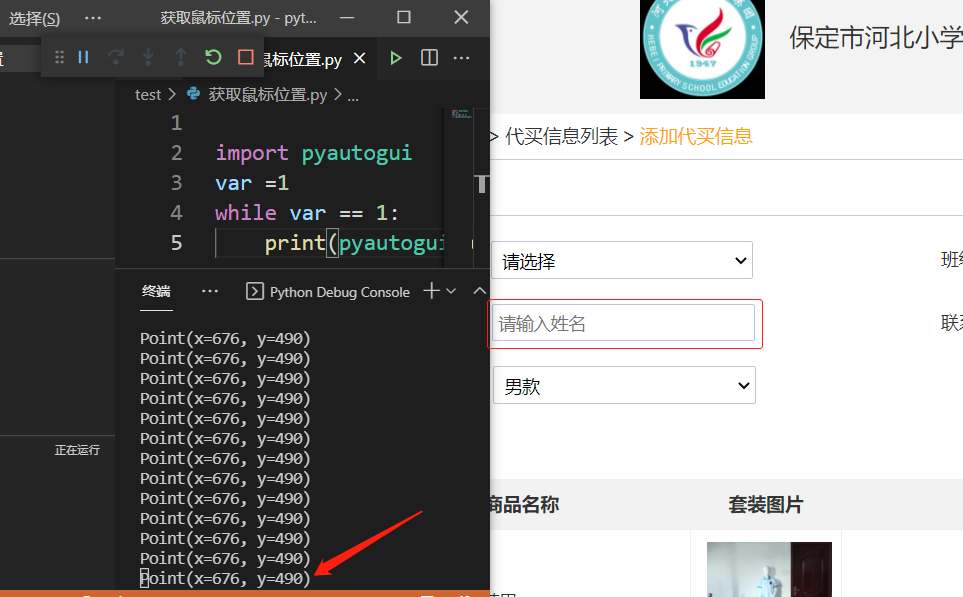 选择(S) ··· 获取鼠标位置.py - pyt...
标位置.py
test > 获取鼠标位置.py > ...
1
2 import pyautogui
3 var =1
4 while var == 1:
5 print(pyautogui
终端 ··· Python Debug Console
Point(x=676, y=490)
Point(x=676, y=490)
Point(x=676, y=490)
Point(x=676, y=490)
Point(x=676, y=490)
Point(x=676, y=490)
Point(x=676, y=490)
Point(x=676, y=490)
Point(x=676, y=490)
Point(x=676, y=490)
Point(x=676, y=490)
Point(x=676, y=490)
Point(x=676, y=490)
正在运行
HEBEI PRIMARY SCHOOL EDUCATION GROUP
1947
保定市河北小学
> 代买信息列表 > 添加代买信息
请选择
班级
请输入姓名
联系
男款
商品名称 套装图片